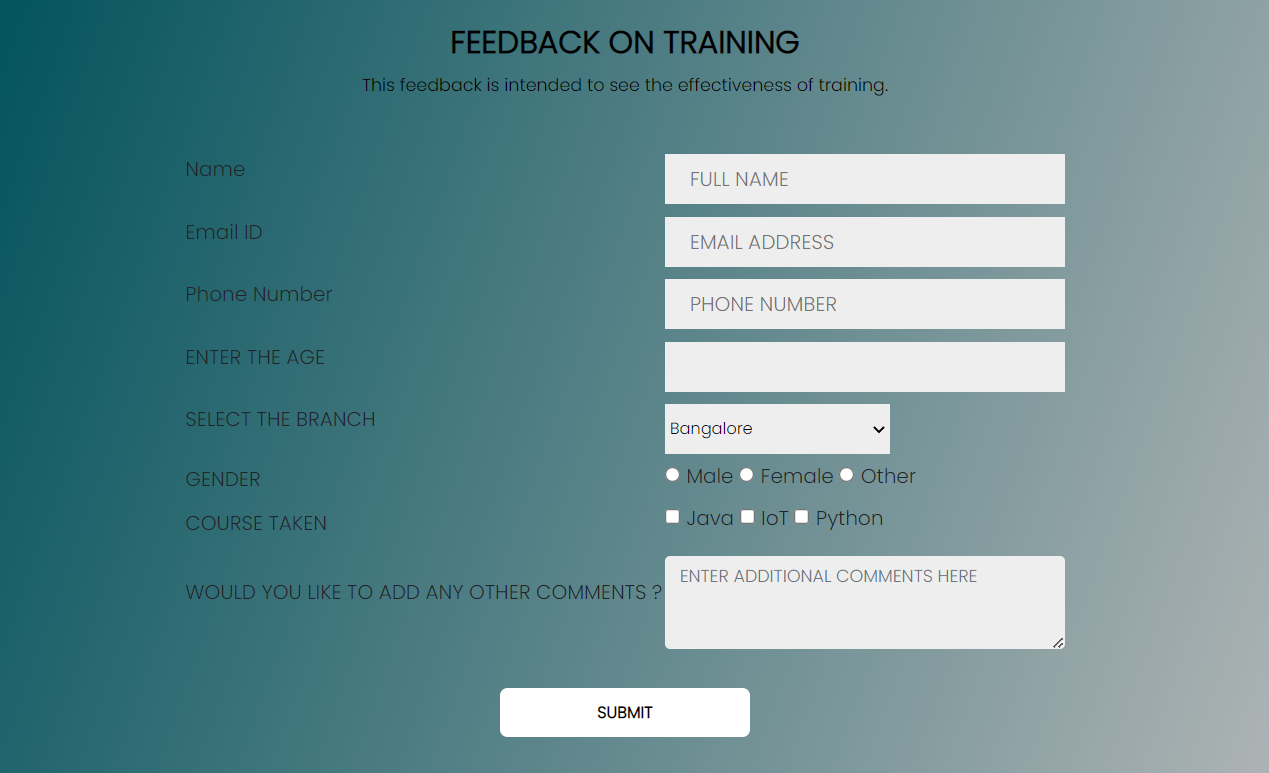 FEEDBACK ON TRAINING
This feedback is intended to see the effectiveness of training.
Name
FULL NAME
Email ID
EMAIL ADDRESS
Phone Number
PHONE NUMBER
ENTER THE AGE
SELECT THE BRANCH
Bangalore
GENDER
Male Female Other
COURSE TAKEN
Java IoT Python
WOULD YOU LIKE TO ADD ANY OTHER COMMENTS ?
ENTER ADDITIONAL COMMENTS HERE
SUBMIT